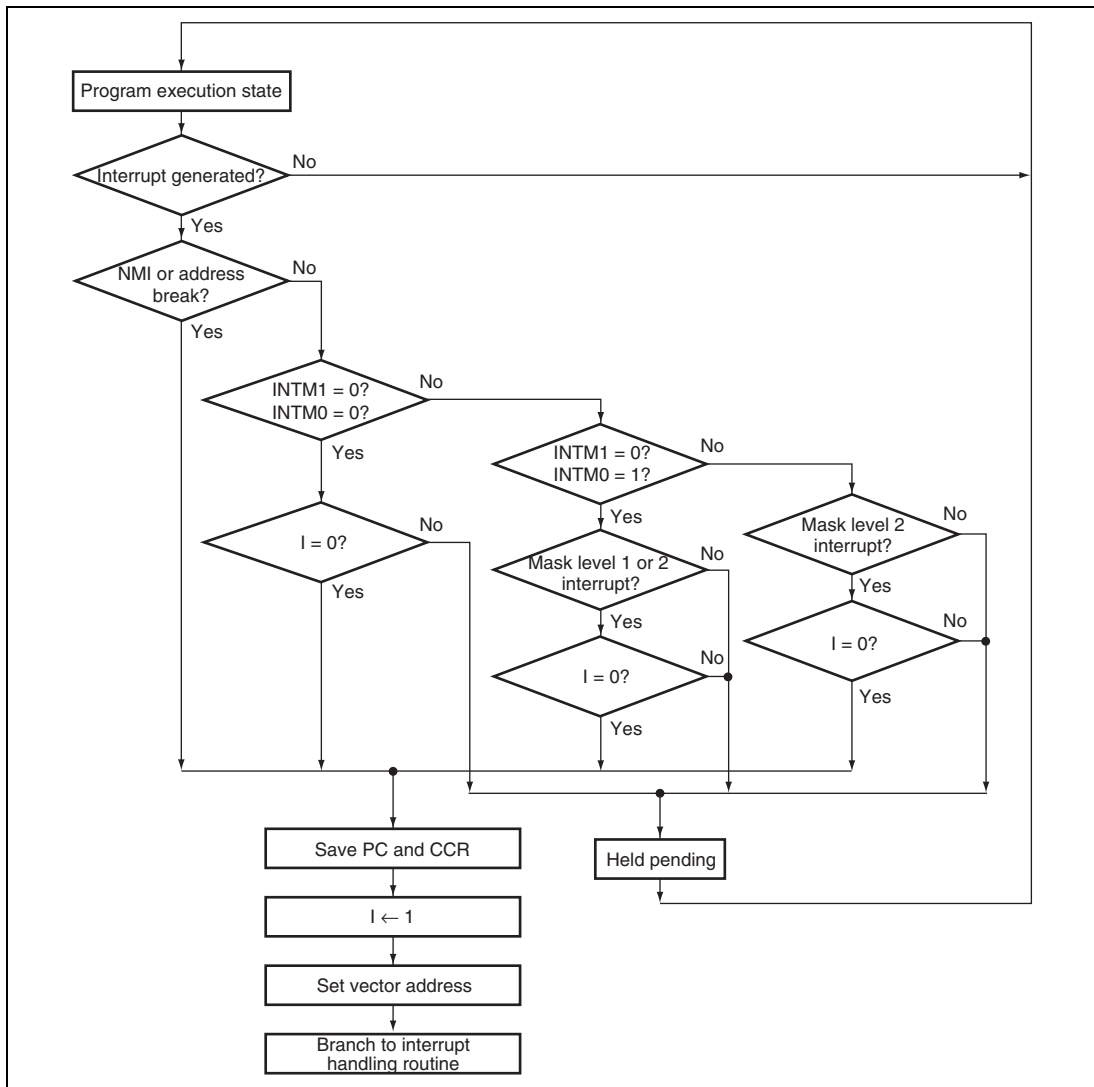 Program execution state
Interrupt generated?
No
Yes
NMI or address
break?
No
Yes
INTM1 = 0?
INTM0 = 0?
No
Yes
INTM1 = 0?
INTM0 = 1?
No
Yes
Mask level 2
interrupt?
No
Yes
I = 0?
No
Yes
Mask level 1 or 2
interrupt?
No
Yes
I = 0?
No
Yes
I = 0?
No
Yes
Save PC and CCR
Held pending
I ← 1
Set vector address
Branch to interrupt
handling routine